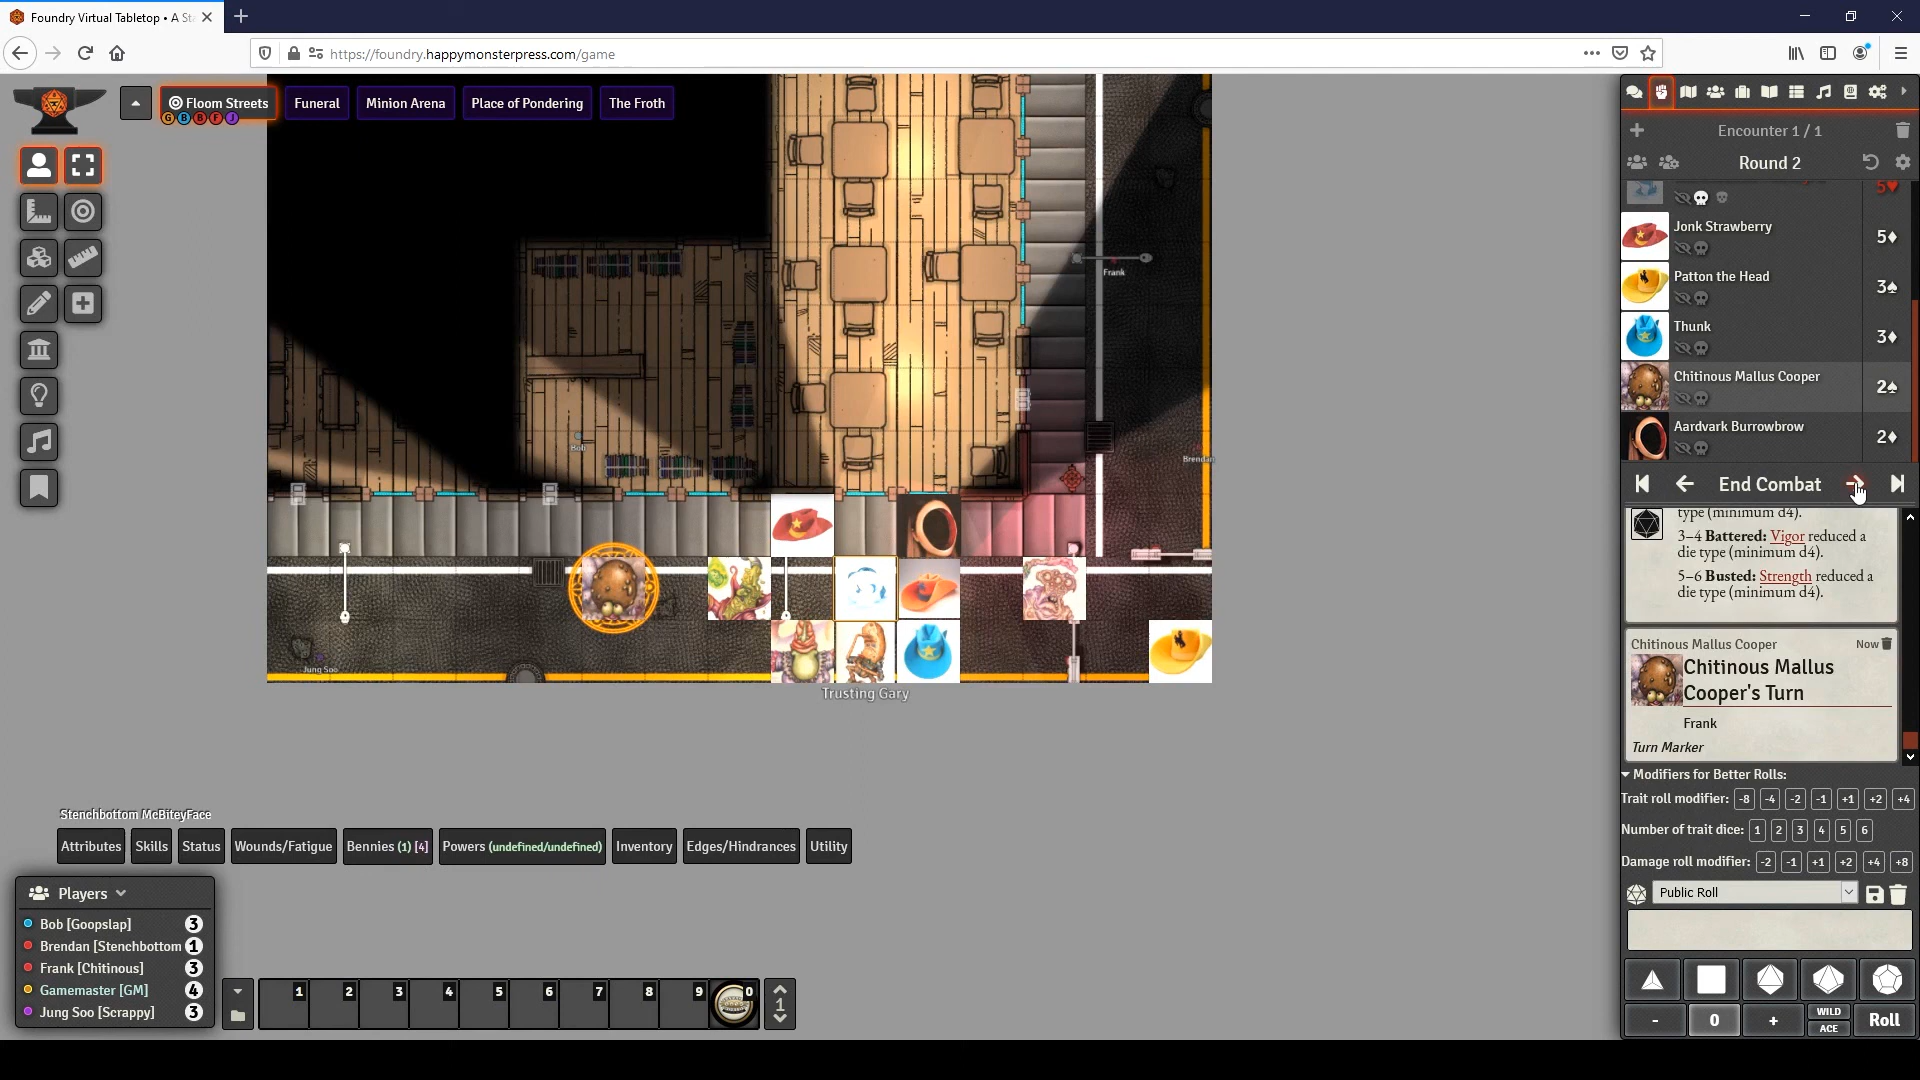 Foundry Virtual Tabletop • A St
https://foundry.happymonsterpress.com/game
Floom Streets
G B B F J
Funeral
Minion Arena
Place of Pondering
The Froth
Encounter 1 / 1
Round 2
5♥
Jonk Strawberry
5♦
Patton the Head
3♠
Thunk
3♦
Chitinous Mallus Cooper
2♠
Aardvark Burrowbrow
2♦
End Combat
Frank
Bob
Brendan
Jung Soo
Trusting Gary
type (minimum d4).
3–4 Battered: Vigor reduced a
die type (minimum d4).
5–6 Busted: Strength reduced a
die type (minimum d4).
Chitinous Mallus Cooper
Now
Chitinous Mallus
Cooper's Turn
Frank
Turn Marker
Modifiers for Better Rolls:
Trait roll modifier: -8 -4 -2 -1 +1 +2 +4
Number of trait dice: 1 2 3 4 5 6
Damage roll modifier: -2 -1 +1 +2 +4 +8
Public Roll
- 0 + WILD ACE Roll
Stenchbottom McBiteyFace
Attributes
Skills
Status
Wounds/Fatigue
Bennies (1) [4]
Powers (undefined/undefined)
Inventory
Edges/Hindrances
Utility
Players
Bob [Goopslap] 3
Brendan [Stenchbottom 1
Frank [Chitinous] 3
Gamemaster [GM] 4
Jung Soo [Scrappy] 3
1 2 3 4 5 6 7 8 9 0
1